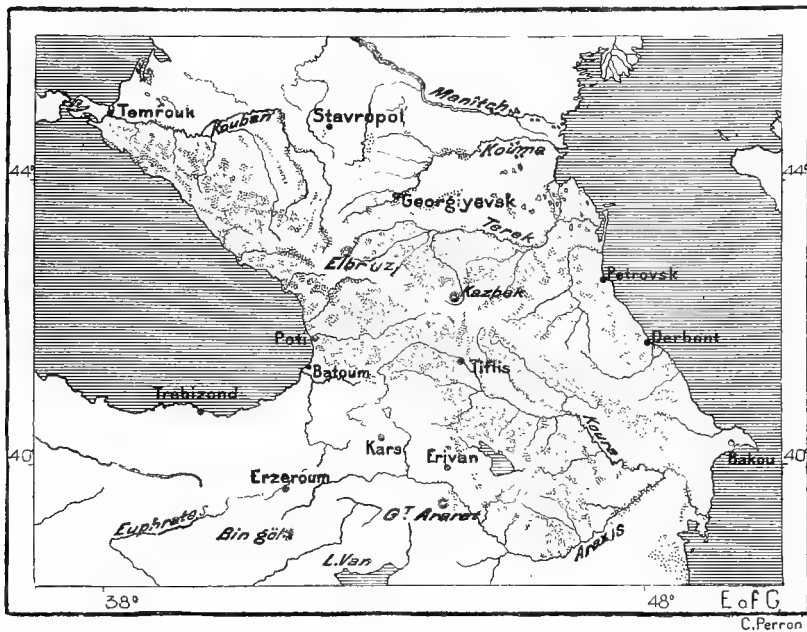 Manitch
Temrouk
Kouban
Stavropol
Kouma
44°
44°
Georgiyevsk
Terek
Elbruz
Petrovsk
Kazbek
Poti
Derbent
Tiflis
Batoum
Trebizond
Koura
Kars
Erivan
Bakou
40°
40°
Erzeroum
Gᵀ Ararat
Euphrates
Bin göl
Araxis
L.Van
38°
48°
E of G
C.Perron